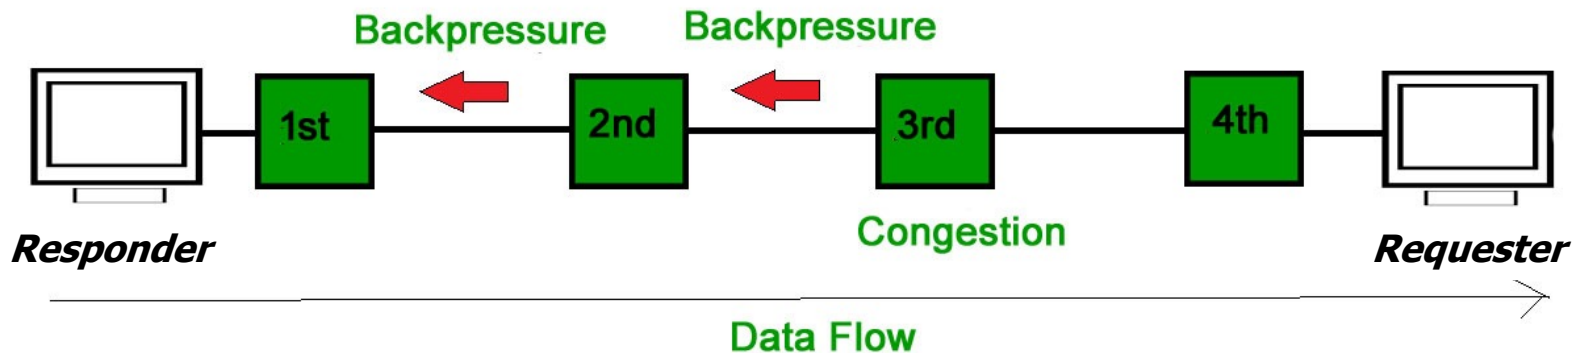 Backpressure Backpressure
1st 2nd 3rd 4th
Congestion
Responder Requester
Data Flow